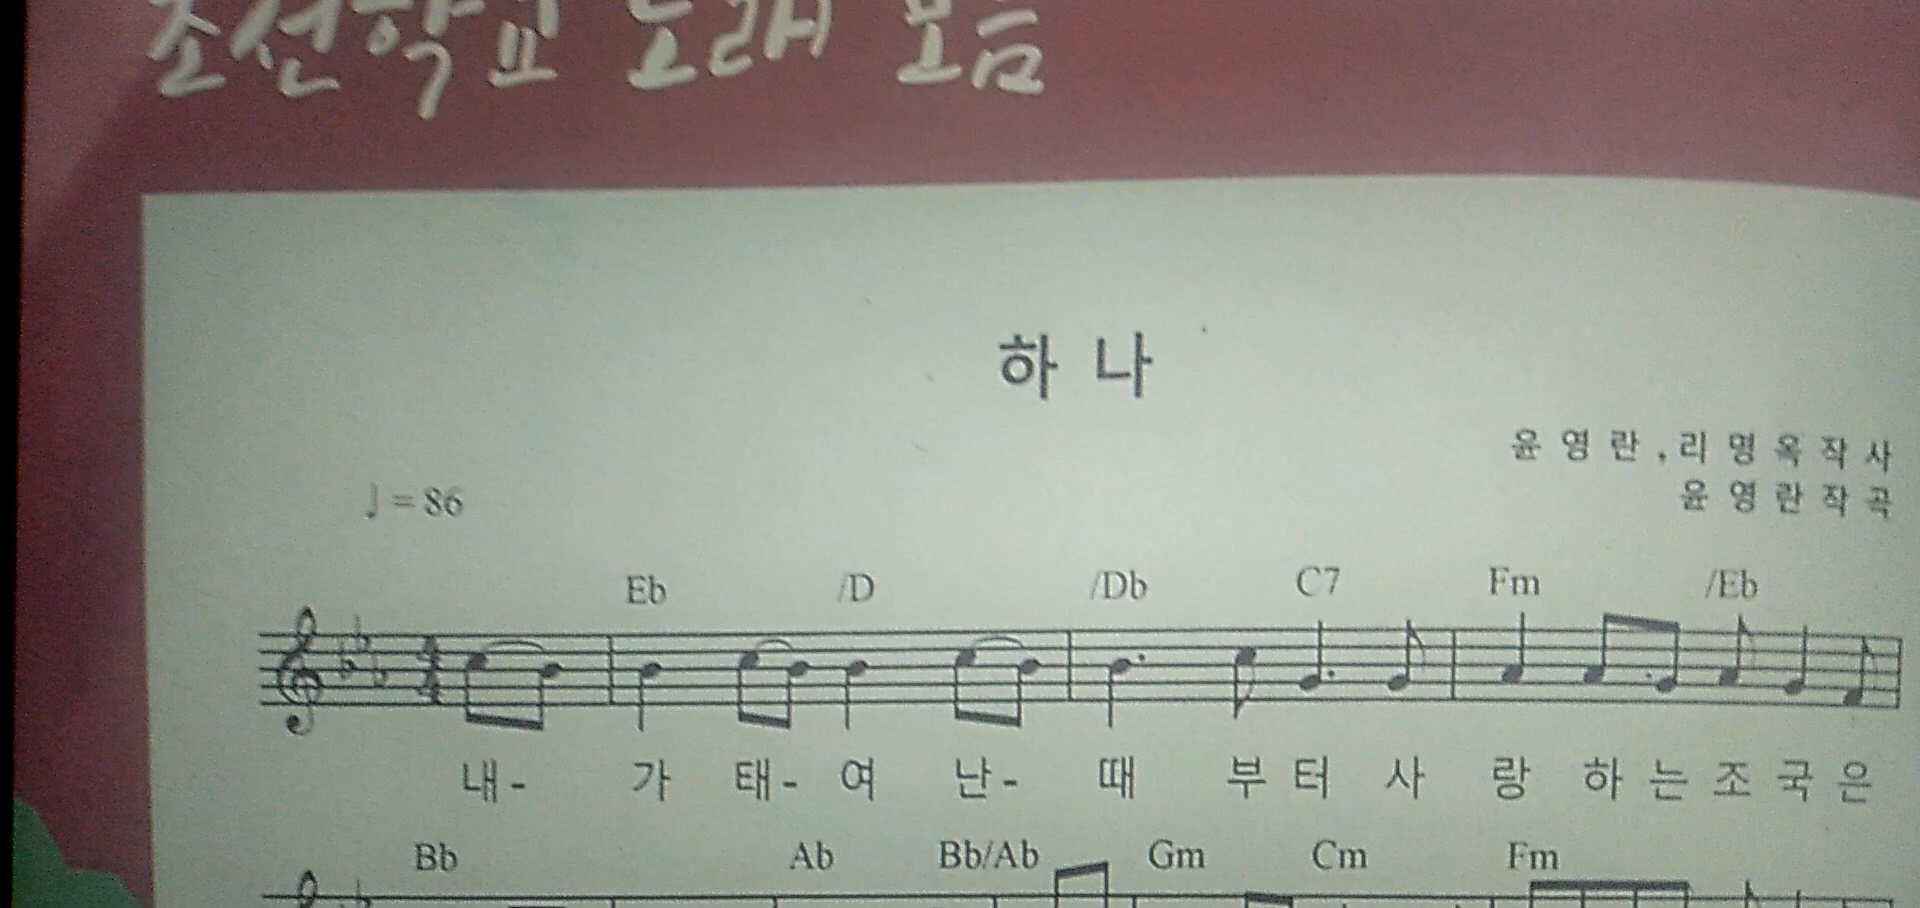 조선학교 노래 모음
하나
윤영란,리명옥작사
윤영란작곡
♩=86
Eb /D /Db C7 Fm /Eb
내- 가 태- 여 난- 때 부 터 사 랑 하 는 조 국 은
Bb Ab Bb/Ab Gm Cm Fm